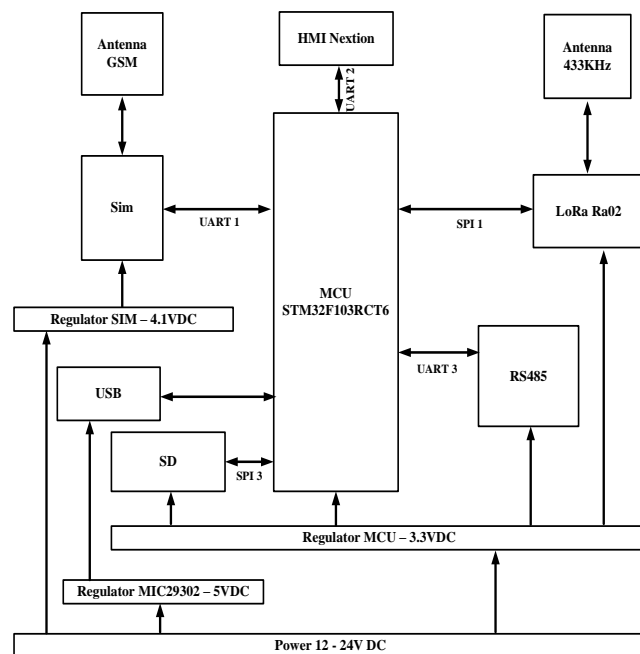 Antenna
GSM
HMI Nextion
Antenna
433KHz
UART 2
Sim
UART 1
SPI 1
LoRa Ra02
MCU
STM32F103RCT6
Regulator SIM – 4.1VDC
UART 3
RS485
USB
SD
SPI 3
Regulator MCU – 3.3VDC
Regulator MIC29302 – 5VDC
Power 12 - 24V DC